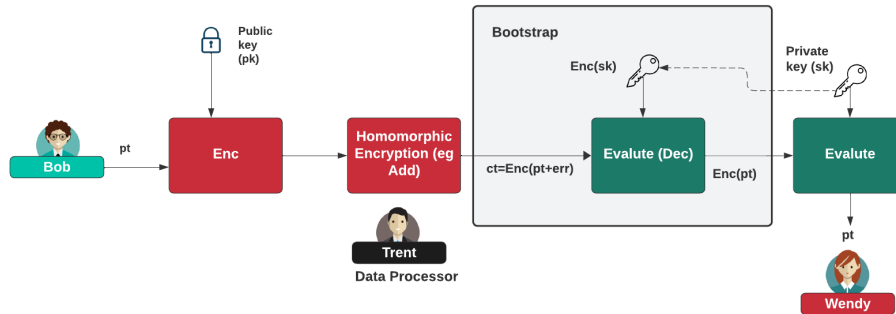 Public
key
(pk)
Bootstrap
Enc(sk)
Private
key (sk)
Bob
pt
Enc
Homomorphic
Encryption (eg
Add)
ct=Enc(pt+err)
Evalute (Dec)
Enc(pt)
Evalute
Trent
Data Processor
pt
Wendy